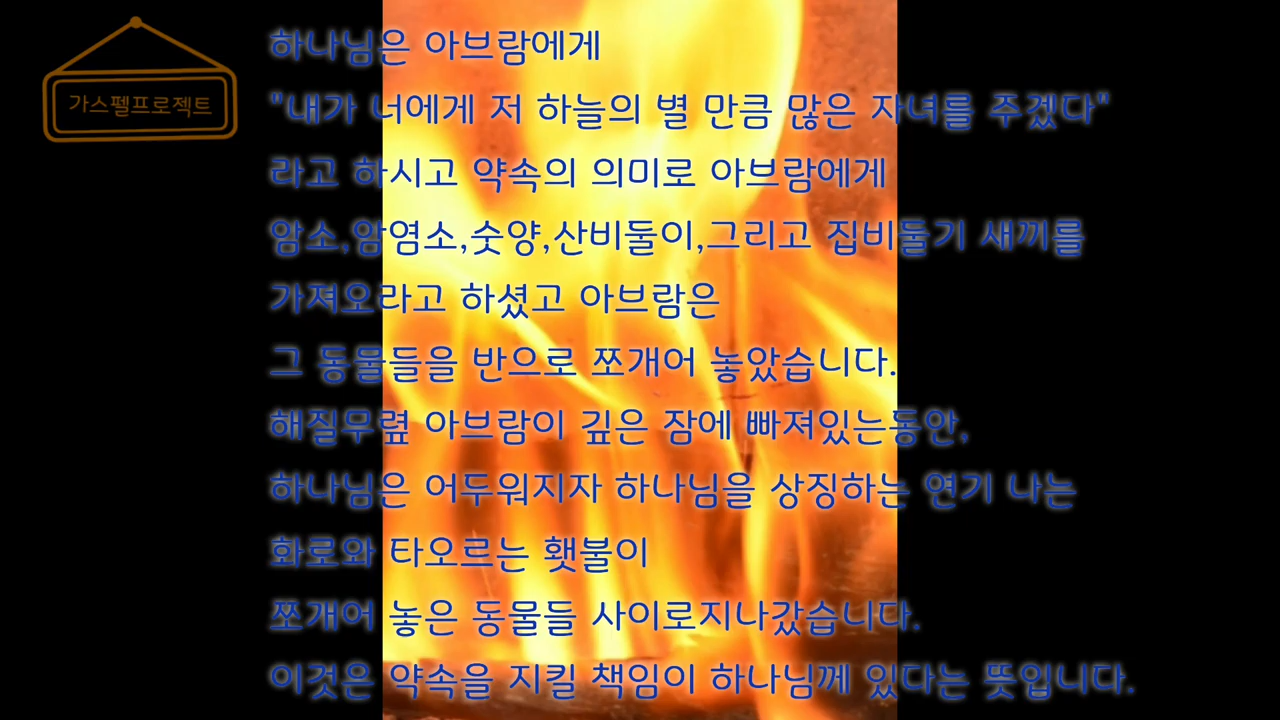 가스펠프로젝트
하나님은 아브람에게
"내가 너에게 저 하늘의 별 만큼 많은 자녀를 주겠다"
라고 하시고 약속의 의미로 아브람에게
암소,암염소,숫양,산비둘이,그리고 집비둘기 새끼를
가져오라고 하셨고 아브람은
그 동물들을 반으로 쪼개어 놓았습니다.
해질무렾 아브람이 깊은 잠에 빠져있는동안,
하나님은 어두워지자 하나님을 상징하는 연기 나는
화로와 타오르는 횃불이
쪼개어 놓은 동물들 사이로지나갔습니다.
이것은 약속을 지킬 책임이 하나님께 있다는 뜻입니다.